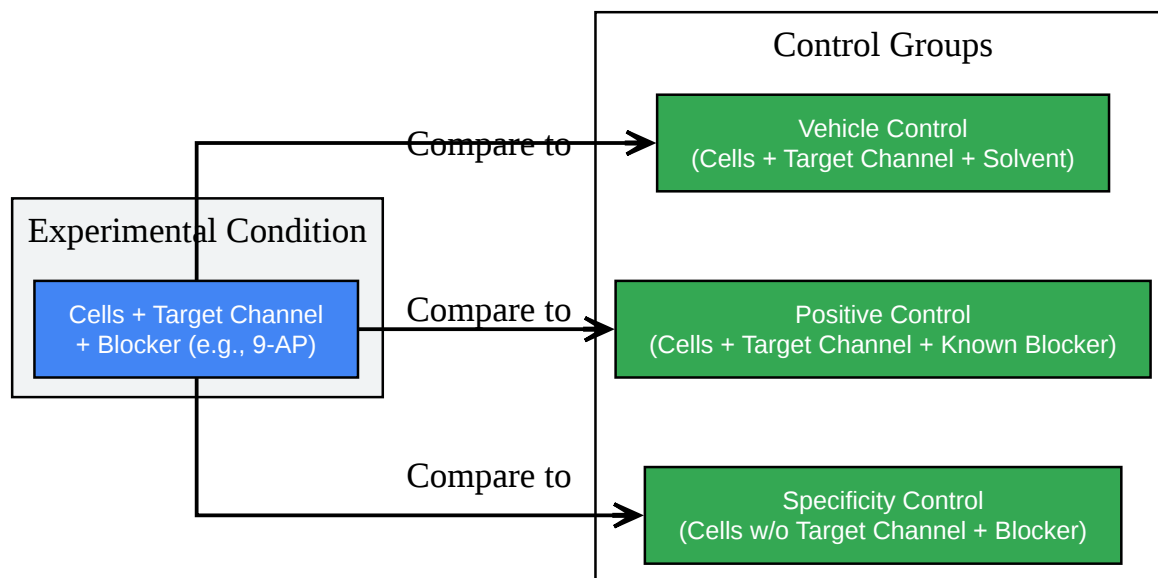 Control Groups
Vehicle Control
(Cells + Target Channel + Solvent)
Compare to
Experimental Condition
Cells + Target Channel
+ Blocker (e.g., 9-AP)
Compare to
Positive Control
(Cells + Target Channel + Known Blocker)
Compare to
Specificity Control
(Cells w/o Target Channel + Blocker)